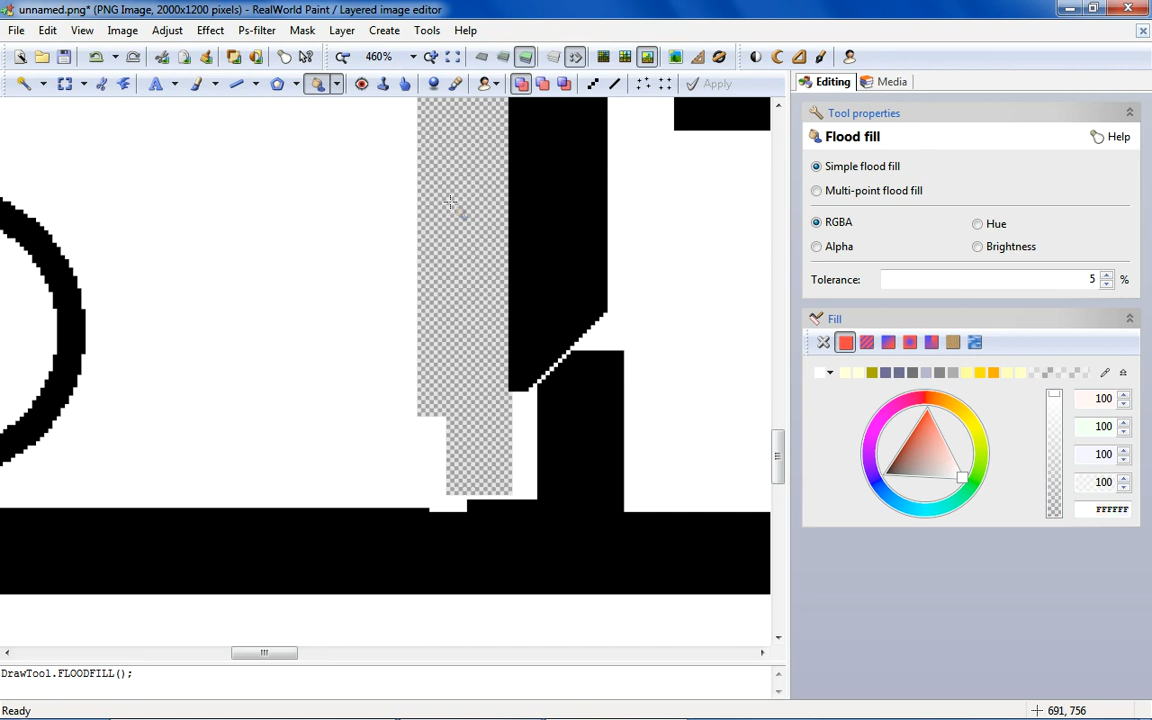 unnamed.png* (PNG Image, 2000x1200 pixels) - RealWorld Paint / Layered image editor
File Edit View Image Adjust Effect Ps-filter Mask Layer Create Tools Help
460%
Apply
Editing Media
Tool properties
Flood fill Help
Simple flood fill
Multi-point flood fill
RGBA Hue
Alpha Brightness
Tolerance: 5 %
Fill
100
100
100
100
FFFFFF
DrawTool.FLOODFILL();
Ready 691, 756